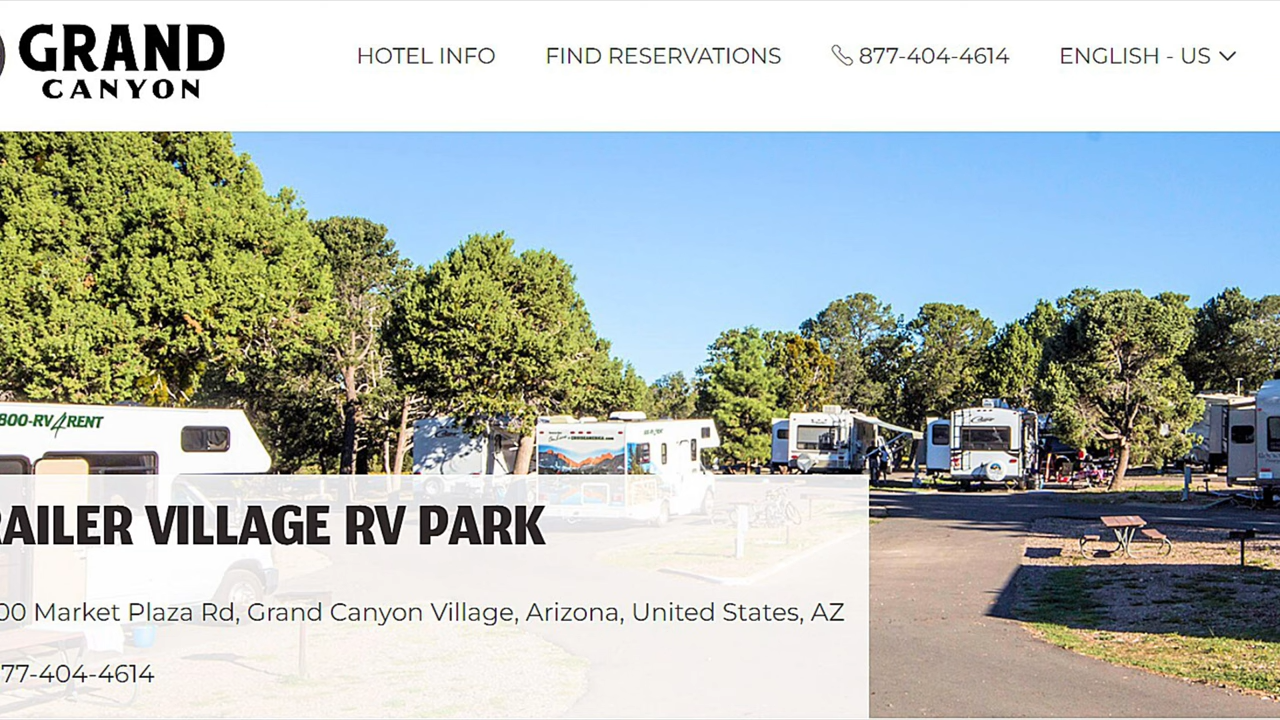 GRAND
CANYON
HOTEL INFO FIND RESERVATIONS 877-404-4614 ENGLISH - US
800-RV4RENT
RAILER VILLAGE RV PARK
00 Market Plaza Rd, Grand Canyon Village, Arizona, United States, AZ
77-404-4614